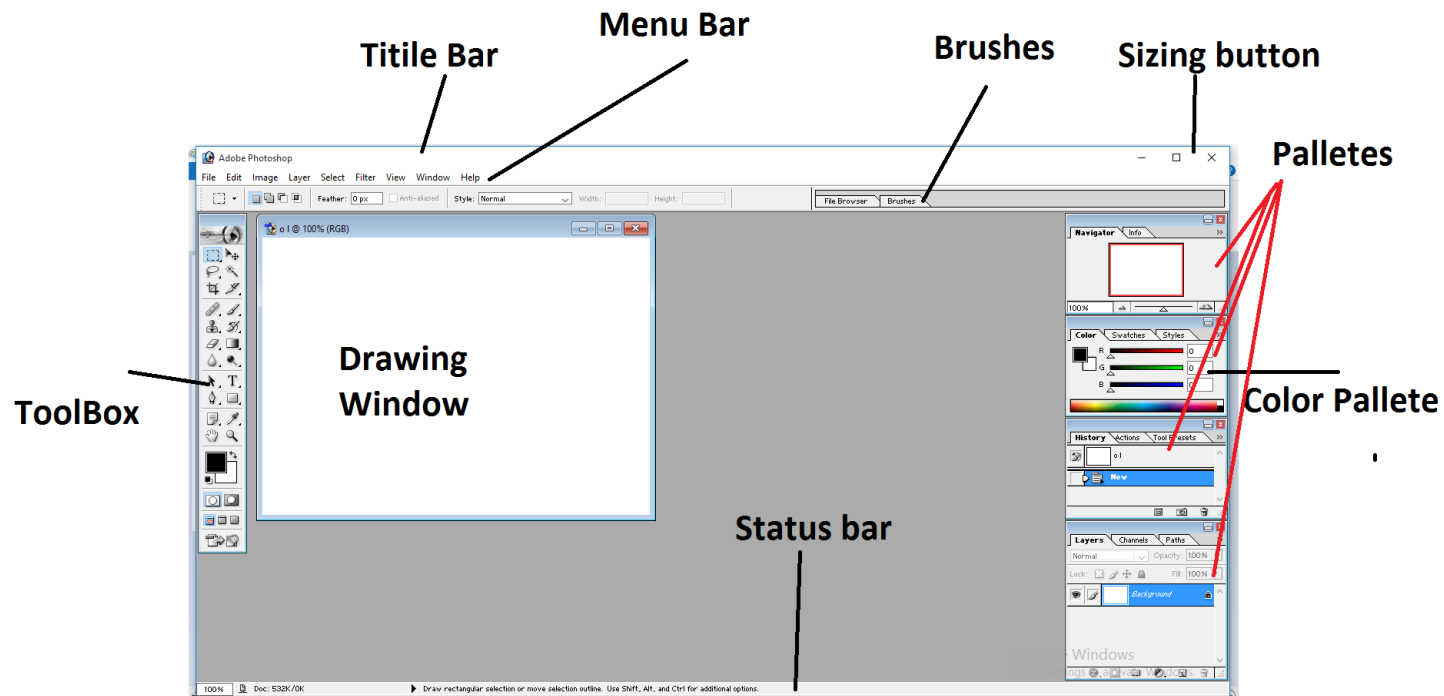 Menu Bar
Titile Bar
Brushes
Sizing button
Palletes
Adobe Photoshop
File Edit Image Layer Select Filter View Window Help
Feather: 0 px Anti-aliased Style: Normal Width: Height:
File Browser Brushes
o l @ 100% (RGB)
Navigator Info
100%
Color Swatches Styles
R 0
G 0
B 0
Drawing
Window
ToolBox
Color Pallete
History Actions Tool Presets
o l
New
Status bar
Layers Channels Paths
Normal Opacity: 100%
Lock: Fill: 100%
Background
Windows
100% Doc: 532K/0K Draw rectangular selection or move selection outline. Use Shift, Alt, and Ctrl for additional options.